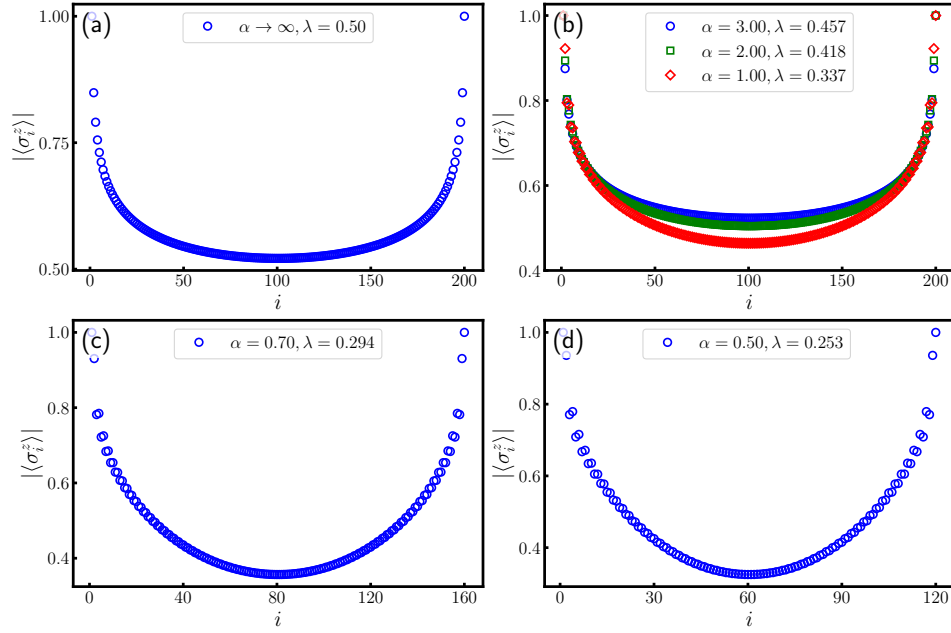 (a)
α → ∞, λ = 0.50
|⟨σ_i^z⟩|
1.00
0.75
0.50
0 50 100 150 200
i
(b)
α = 3.00, λ = 0.457
α = 2.00, λ = 0.418
α = 1.00, λ = 0.337
|⟨σ_i^z⟩|
1.0
0.8
0.6
0.4
0 50 100 150 200
i
(c)
α = 0.70, λ = 0.294
|⟨σ_i^z⟩|
1.0
0.8
0.6
0.4
0 40 80 120 160
i
(d)
α = 0.50, λ = 0.253
|⟨σ_i^z⟩|
1.0
0.8
0.6
0.4
0 30 60 90 120
i